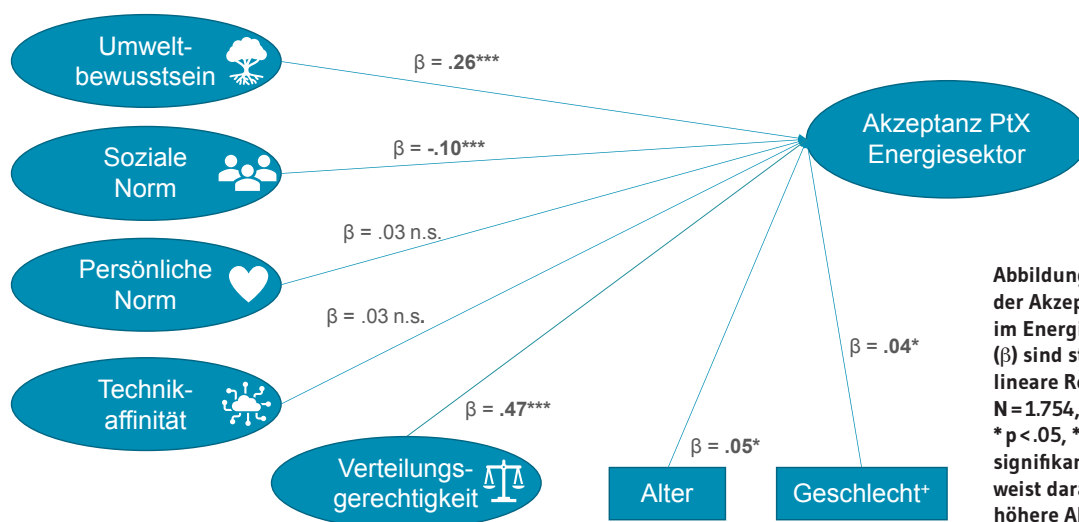 Umwelt-
bewusstsein
β = .26***
Akzeptanz PtX
Energiesektor
Soziale
Norm
β = -.10***
β = .03 n.s.
Persönliche
Norm
β = .03 n.s.
Technik-
affinität
β = .47***
Verteilungs-
gerechtigkeit
β = .05*
Alter
β = .04*
Geschlecht+
Abbildung
der Akzep
im Energi
(β) sind st
lineare Re
N = 1.754,
* p < .05, *
signifikan
weist dara
höhere Al